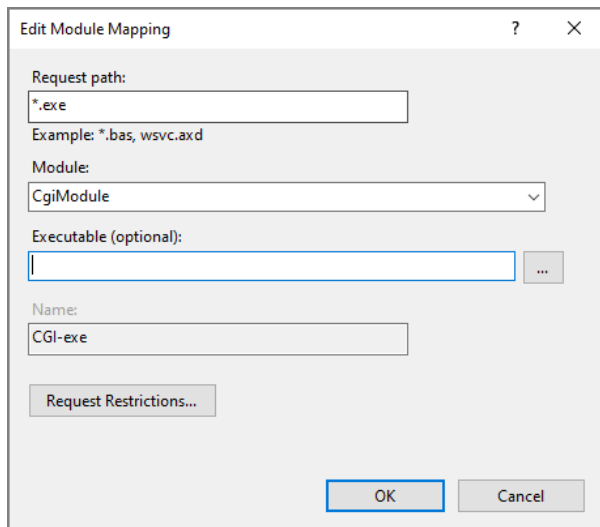 Edit Module Mapping
?
Request path:
*.exe
Example: *.bas, wsvc.axd
Module:
CgiModule
Executable (optional):
...
Name:
CGI-exe
Request Restrictions...
OK
Cancel